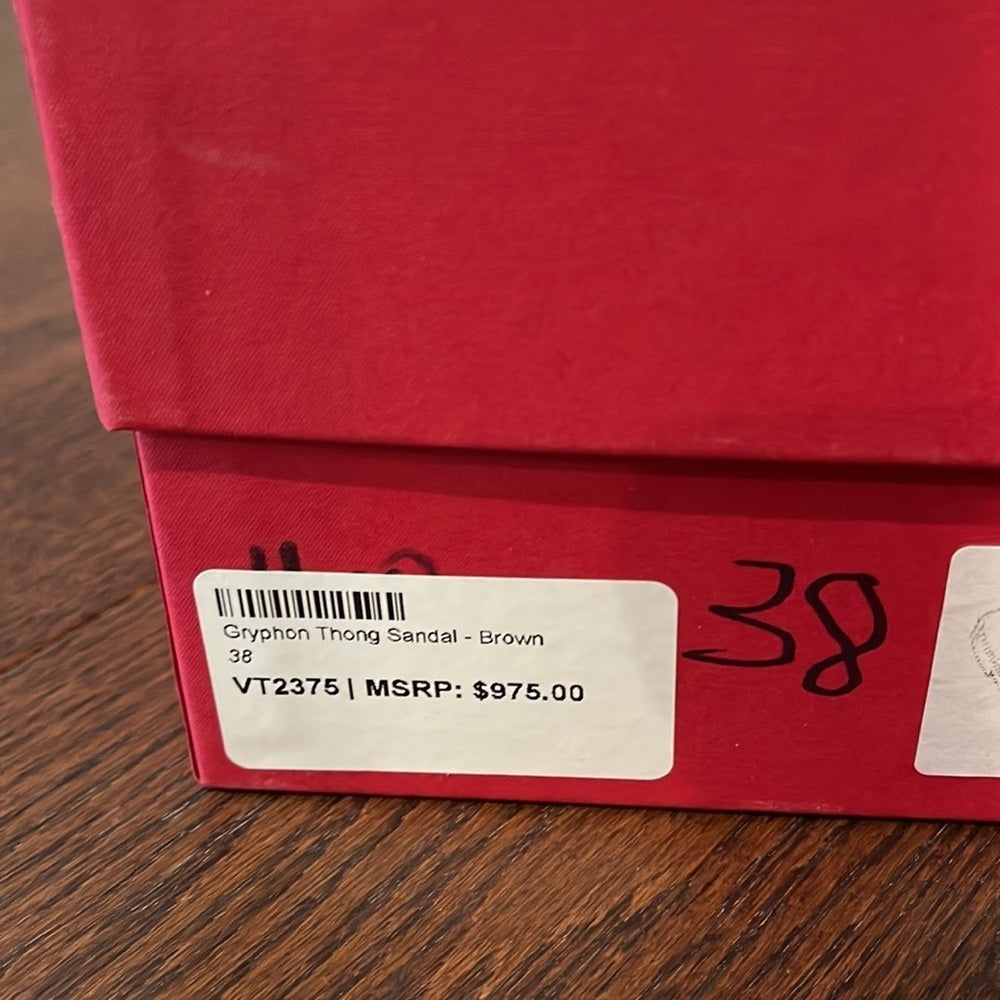 Gryphon Thong Sandal - Brown
38
VT2375 | MSRP: $975.00
38